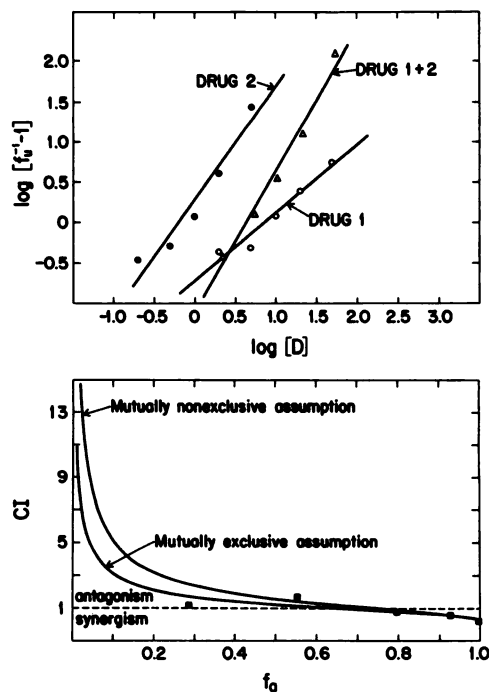 DRUG 2
DRUG 1+2
DRUG 1
log [fᵤ⁻¹-1]
2.0
1.5
1.0
0.5
0
-0.5
-1.0 -0.5 0 0.5 1.0 1.5 2.0 2.5 3.0
log [D]
CI
13
9
5
1
Mutually nonexclusive assumption
Mutually exclusive assumption
antagonism
synergism
0.2 0.4 0.6 0.8 1.0
fₐ